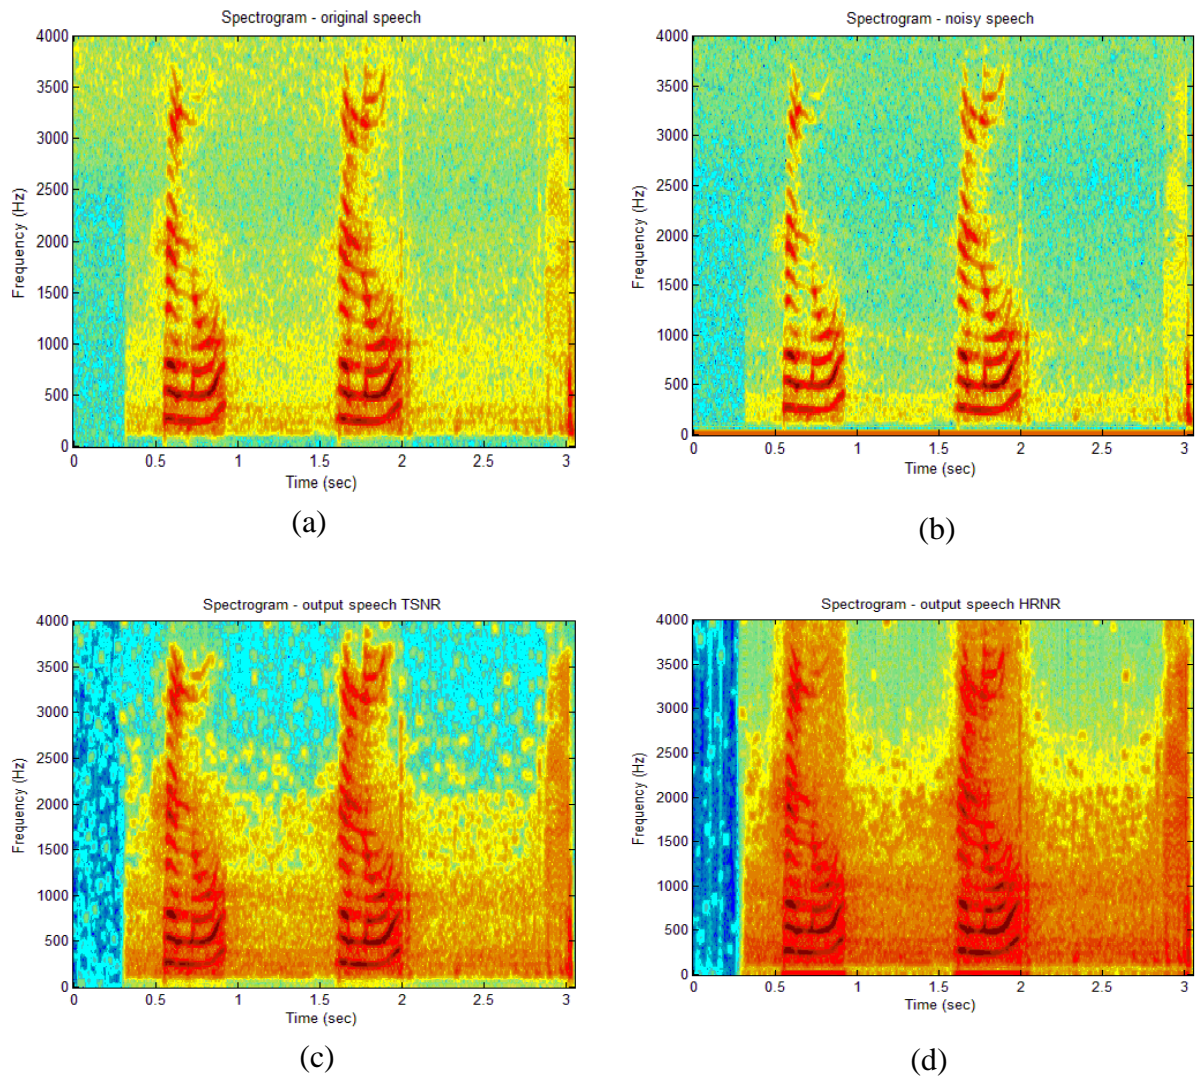 Spectrogram - original speech
4000
3500
3000
2500
2000
1500
1000
500
0
Frequency (Hz)
0 0.5 1 1.5 2 2.5 3
Time (sec)
(a)
Spectrogram - noisy speech
4000
3500
3000
2500
2000
1500
1000
500
0
Frequency (Hz)
0 0.5 1 1.5 2 2.5 3
Time (sec)
(b)
Spectrogram - output speech TSNR
4000
3500
3000
2500
2000
1500
1000
500
0
Frequency (Hz)
0 0.5 1 1.5 2 2.5 3
Time (sec)
(c)
Spectrogram - output speech HRNR
4000
3500
3000
2500
2000
1500
1000
500
0
Frequency (Hz)
0 0.5 1 1.5 2 2.5 3
Time (sec)
(d)